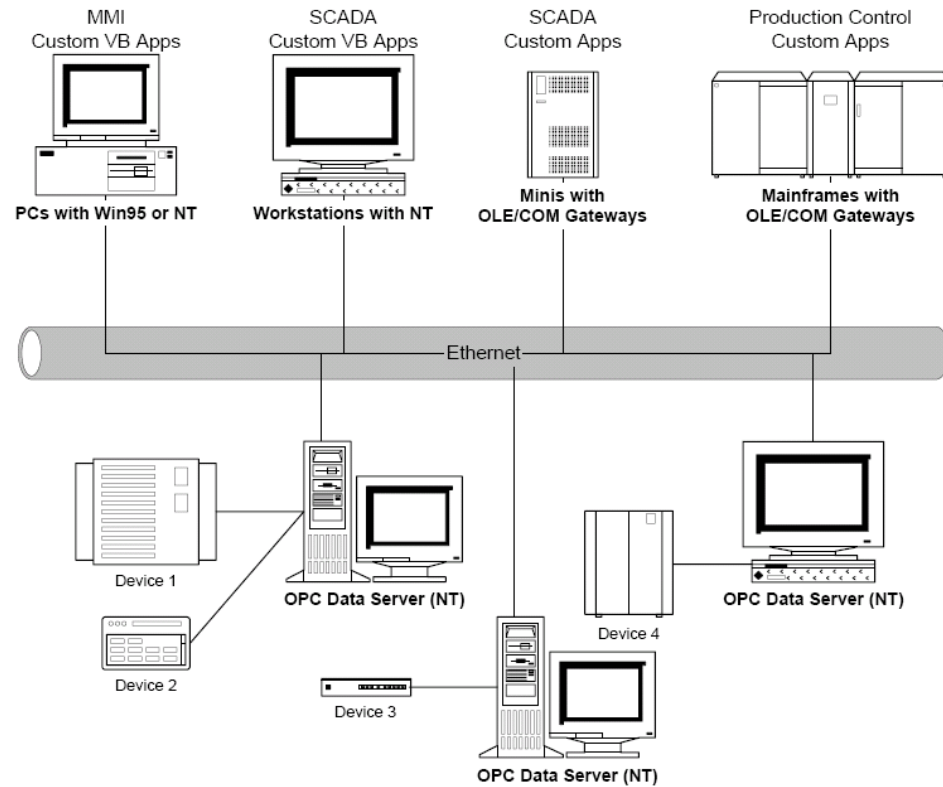 MMI
Custom VB Apps
SCADA
Custom VB Apps
SCADA
Custom Apps
Production Control
Custom Apps
PCs with Win95 or NT
Workstations with NT
Minis with
OLE/COM Gateways
Mainframes with
OLE/COM Gateways
Ethernet
Device 1
OPC Data Server (NT)
Device 2
Device 4
OPC Data Server (NT)
Device 3
OPC Data Server (NT)